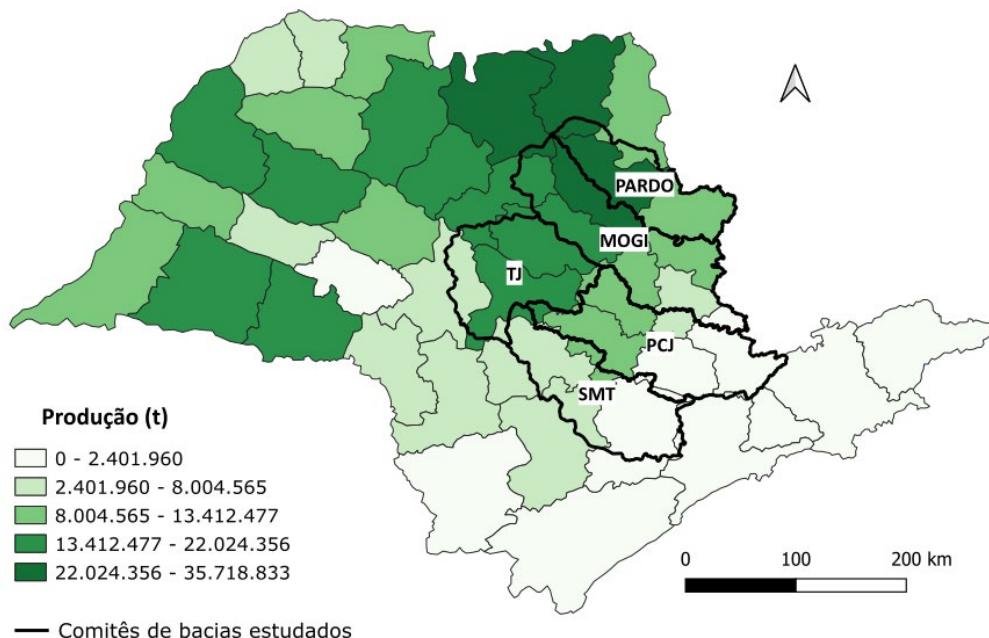 PARDO
MOGI
TJ
PCJ
SMT
Produção (t)
0 - 2.401.960
2.401.960 - 8.004.565
8.004.565 - 13.412.477
13.412.477 - 22.024.356
22.024.356 - 35.718.833
Comitês de bacias estudados
0 100 200 km